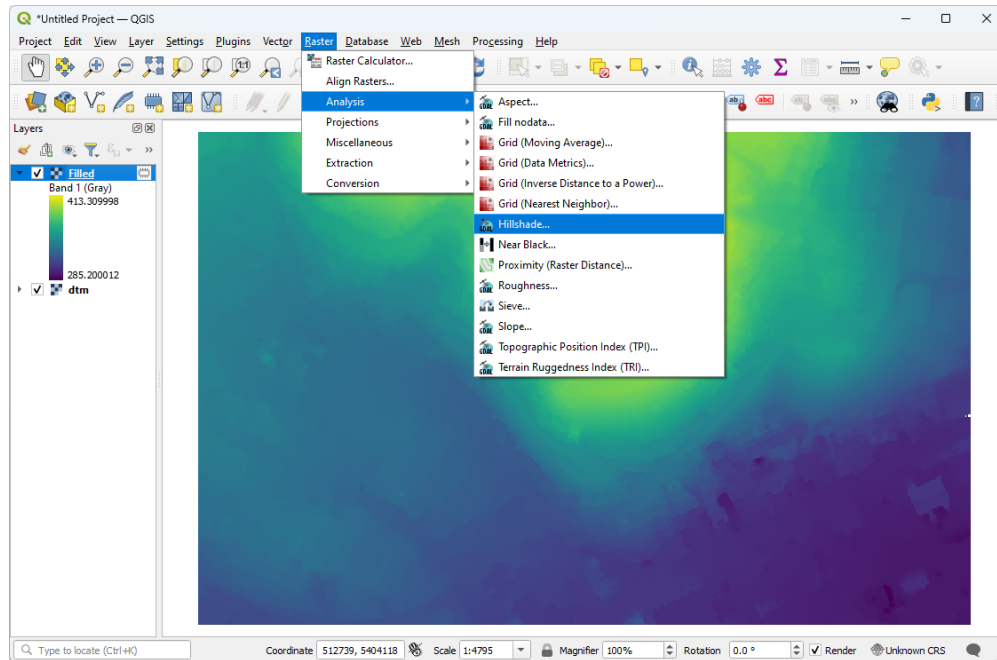 *Untitled Project — QGIS
Project Edit View Layer Settings Plugins Vector Raster Database Web Mesh Processing Help
Raster Calculator...
Align Rasters...
Analysis
Projections
Miscellaneous
Extraction
Conversion
Aspect...
Fill nodata...
Grid (Moving Average)...
Grid (Data Metrics)...
Grid (Inverse Distance to a Power)...
Grid (Nearest Neighbor)...
Hillshade...
Near Black...
Proximity (Raster Distance)...
Roughness...
Sieve...
Slope...
Topographic Position Index (TPI)...
Terrain Ruggedness Index (TRI)...
Layers
Filled
Band 1 (Gray)
413.309998
285.200012
dtm
Type to locate (Ctrl+K) Coordinate 512739, 5404118 Scale 1:4795 Magnifier 100% Rotation 0.0 ° Render Unknown CRS